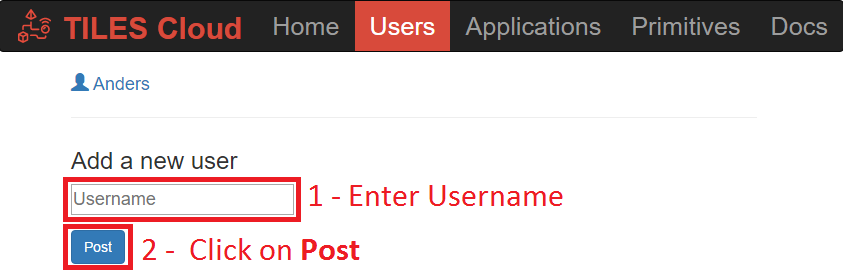 TILES Cloud Home Users Applications Primitives Docs
Anders
Add a new user
Username 1 - Enter Username
Post 2 - Click on Post